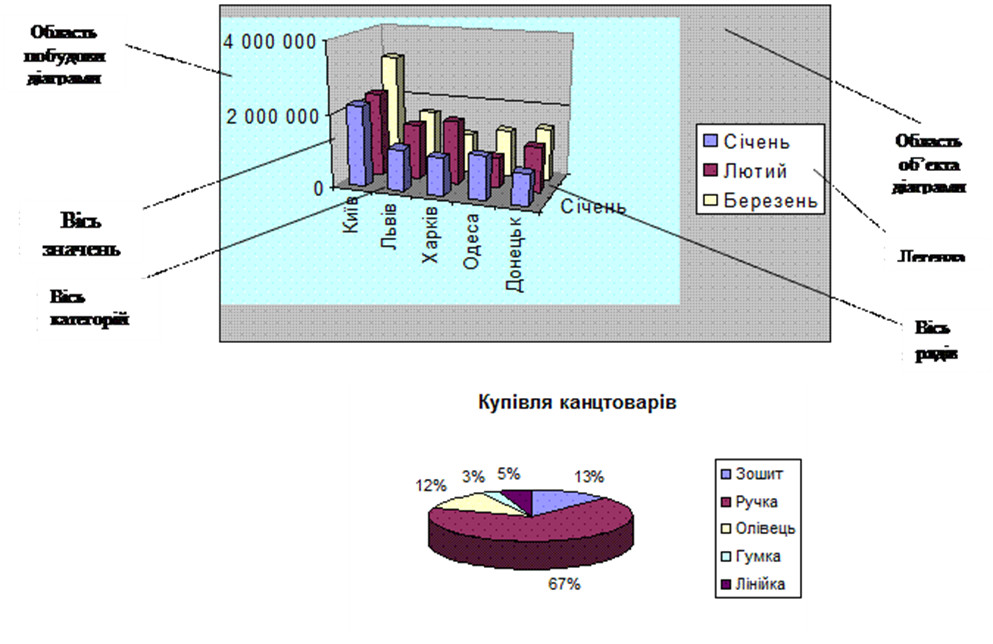 Область
побудови
діаграми
4 000 000
2 000 000
0
Київ
Львів
Харків
Одеса
Донецьк
Січень
Січень
Лютий
Березень
Область
об'єкта
діаграми
Вісь
значень
Легенда
Вісь
категорій
Вісь
рядів
Купівля канцтоварів
12%
3%
5%
13%
67%
Зошит
Ручка
Олівець
Гумка
Лінійка